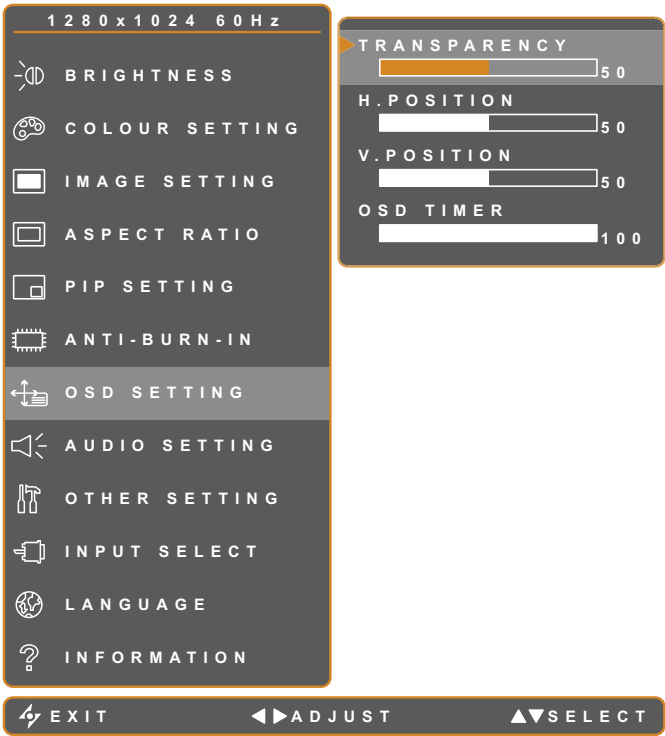 1280x1024 60Hz
BRIGHTNESS
COLOUR SETTING
IMAGE SETTING
ASPECT RATIO
PIP SETTING
ANTI-BURN-IN
OSD SETTING
AUDIO SETTING
OTHER SETTING
INPUT SELECT
LANGUAGE
INFORMATION
TRANSPARENCY
50
H.POSITION
50
V.POSITION
50
OSD TIMER
100
EXIT ADJUST SELECT